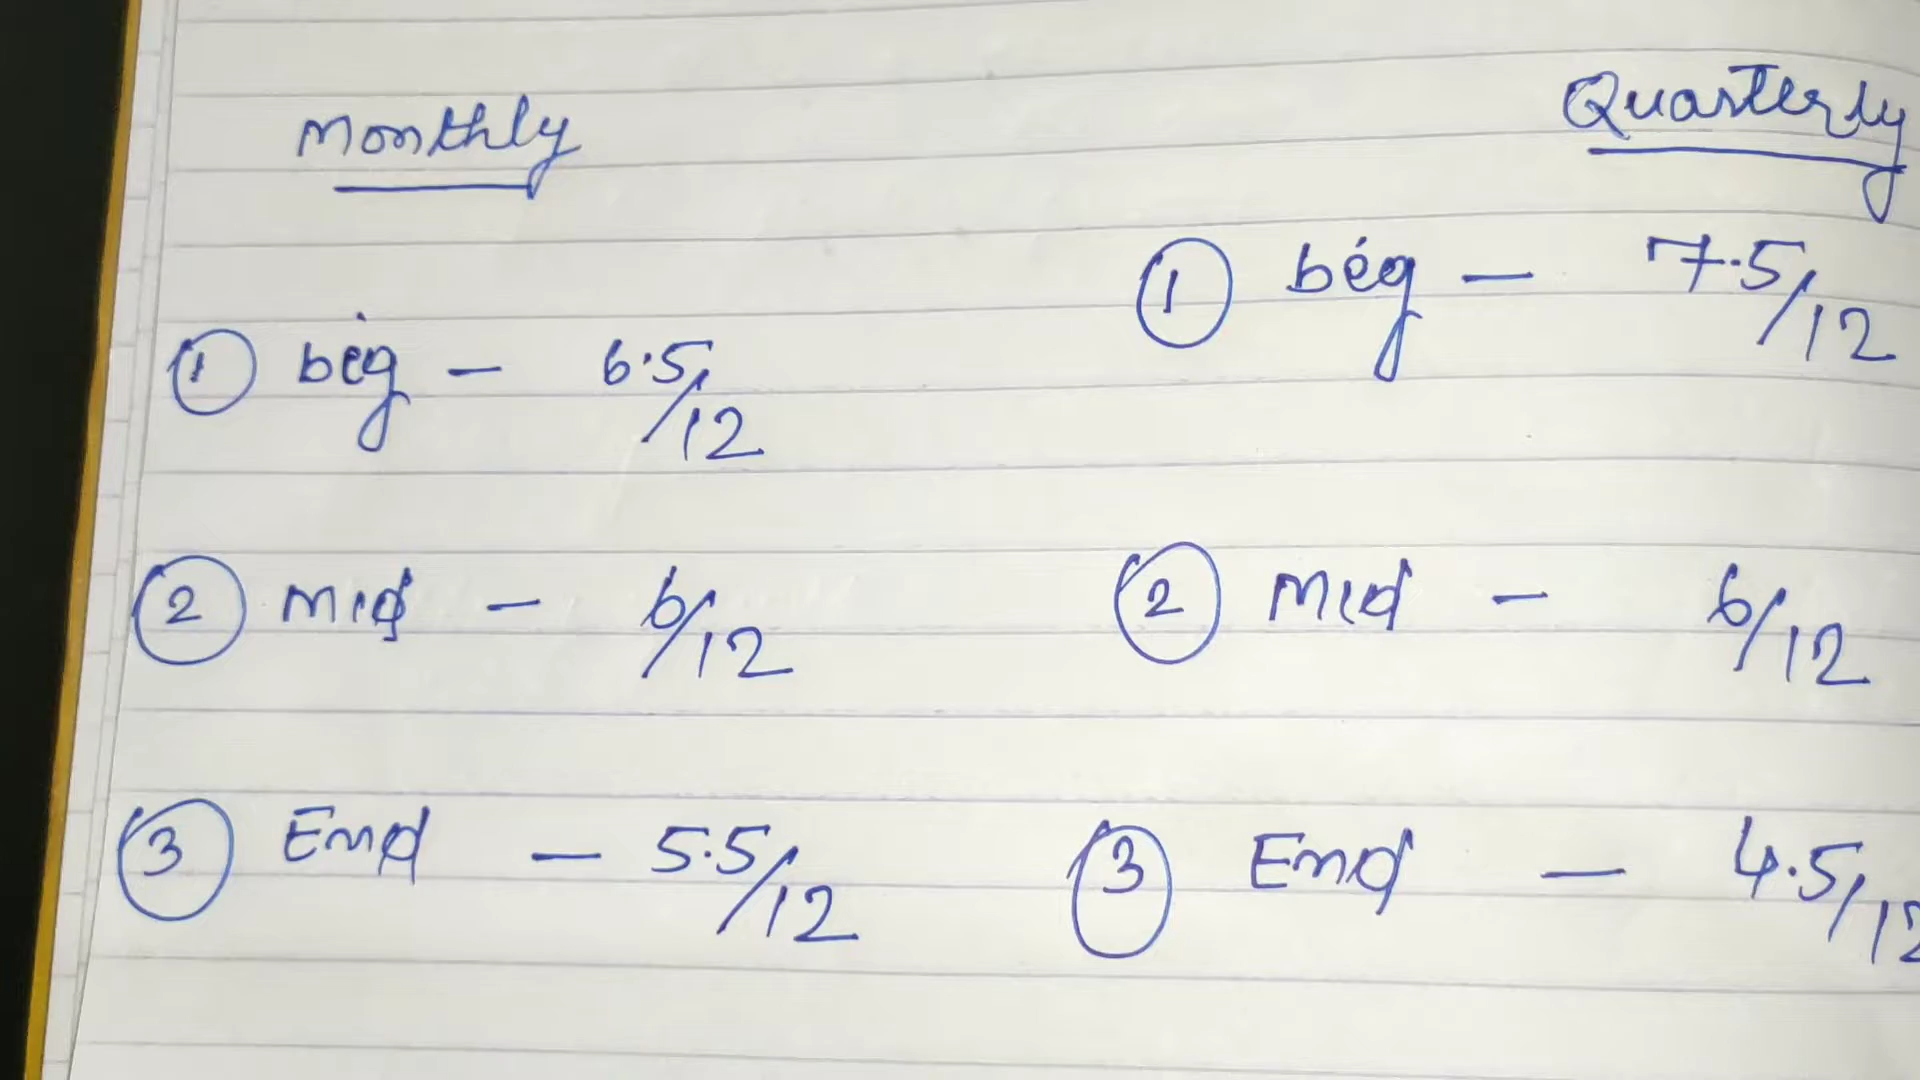 Monthly
① beg – 6.5/12
② Mid – 6/12
③ End – 5.5/12
Quarterly
① beg – 7.5/12
② Mid – 6/12
③ End – 4.5/12